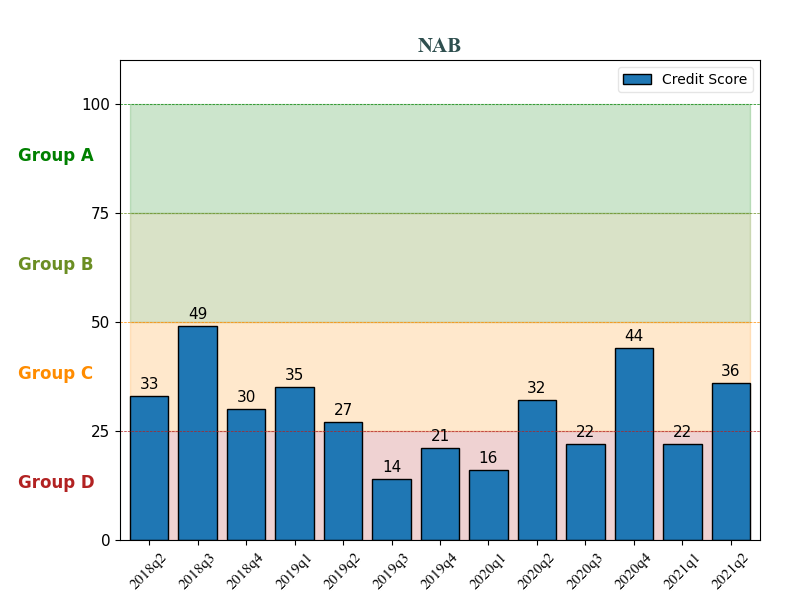 NAB
Credit Score
100
Group A
75
Group B
50
49
44
Group C
33
30
35
27
32
36
25
14
21
16
22
22
Group D
0
2018q2
2018q3
2018q4
2019q1
2019q2
2019q3
2019q4
2020q1
2020q2
2020q3
2020q4
2021q1
2021q2